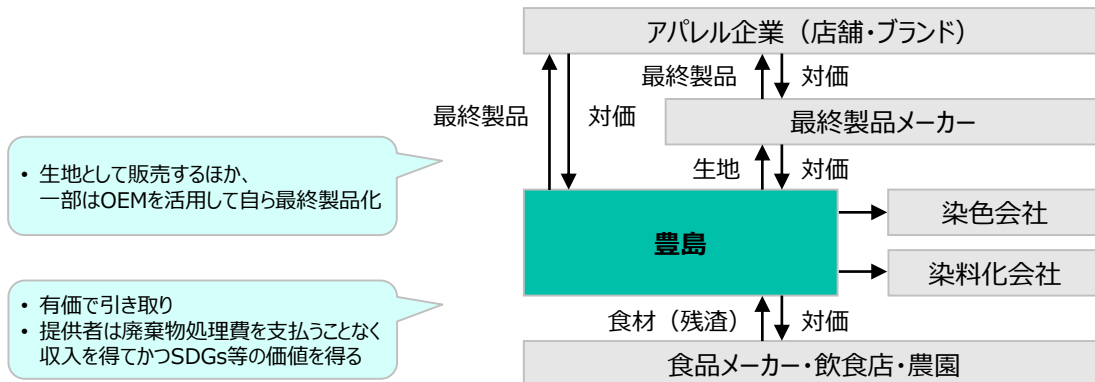 アパレル企業（店舗・ブランド）
最終製品
対価
最終製品
対価
最終製品メーカー
• 生地として販売するほか、
一部はOEMを活用して自ら最終製品化
生地
対価
豊島
染色会社
染料化会社
• 有価で引き取り
• 提供者は廃棄物処理費を支払うことなく
収入を得てかつSDGs等の価値を得る
食材（残渣）
対価
食品メーカー・飲食店・農園